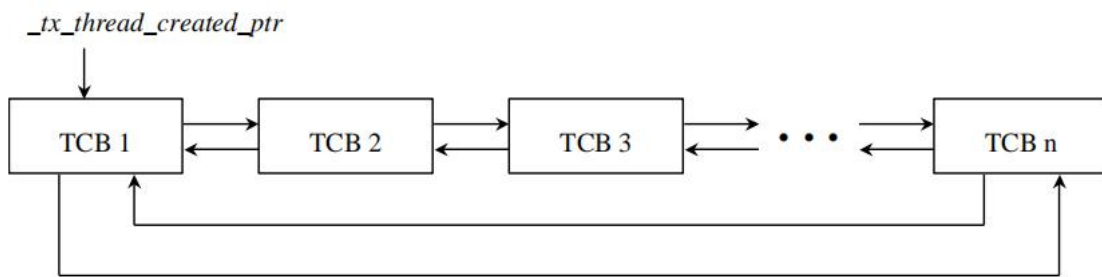 _tx_thread_created_ptr
TCB 1
TCB 2
TCB 3
• • •
TCB n